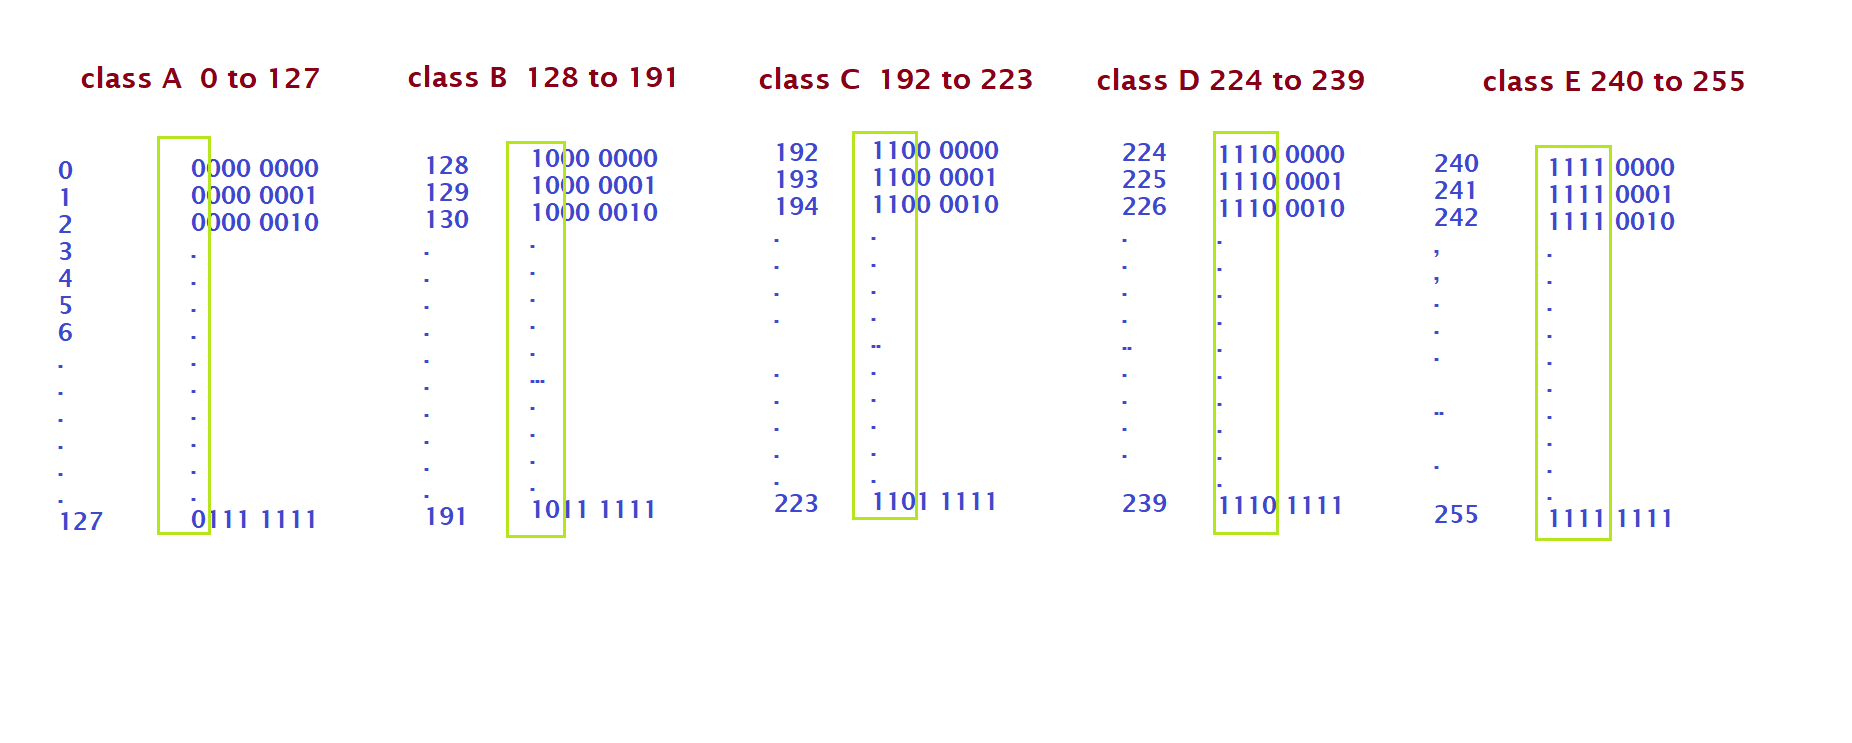 class A  0 to 127
0 0000 0000
1 0000 0001
2 0000 0010
3 .
4 .
5 .
6 .
. .
. .
. .
. .
. .
. .
127 0111 1111
class B  128 to 191
128 1000 0000
129 1000 0001
130 1000 0010
. .
. .
. .
. .
. .
. ...
. .
. .
. .
. .
191 1011 1111
class C  192 to 223
192 1100 0000
193 1100 0001
194 1100 0010
. .
. .
. .
. .
..
. .
. .
. .
. .
. .
223 1101 1111
class D 224 to 239
224 1110 0000
225 1110 0001
226 1110 0010
. .
. .
. .
. .
.. .
. .
. .
. .
. .
.
239 1110 1111
class E 240 to 255
240 1111 0000
241 1111 0001
242 1111 0010
, .
, .
. .
. .
. .
.
.. .
.
. .
.
255 1111 1111